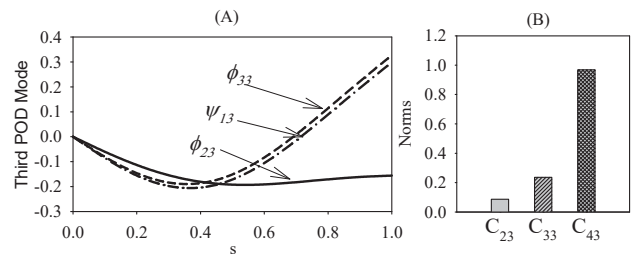 (A)
(B)
Third POD Mode
0.4
0.3
0.2
0.1
0.0
-0.1
-0.2
-0.3
ϕ33
ψ13
ϕ23
0.0 0.2 0.4 0.6 0.8 1.0
s
Norms
1.2
1.0
0.8
0.6
0.4
0.2
0.0
C23 C33 C43